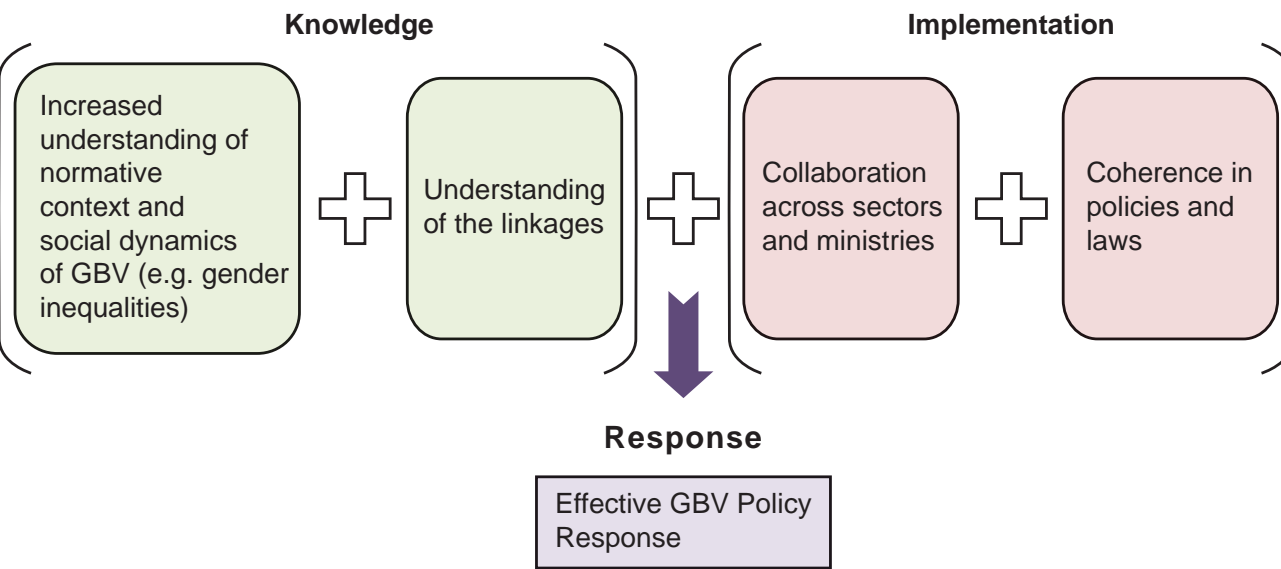 Knowledge
Increased
understanding of
normative
context and
social dynamics
of GBV (e.g. gender
inequalities)
Understanding
of the linkages
Implementation
Collaboration
across sectors
and ministries
Coherence in
policies and
laws
Response
Effective GBV Policy
Response